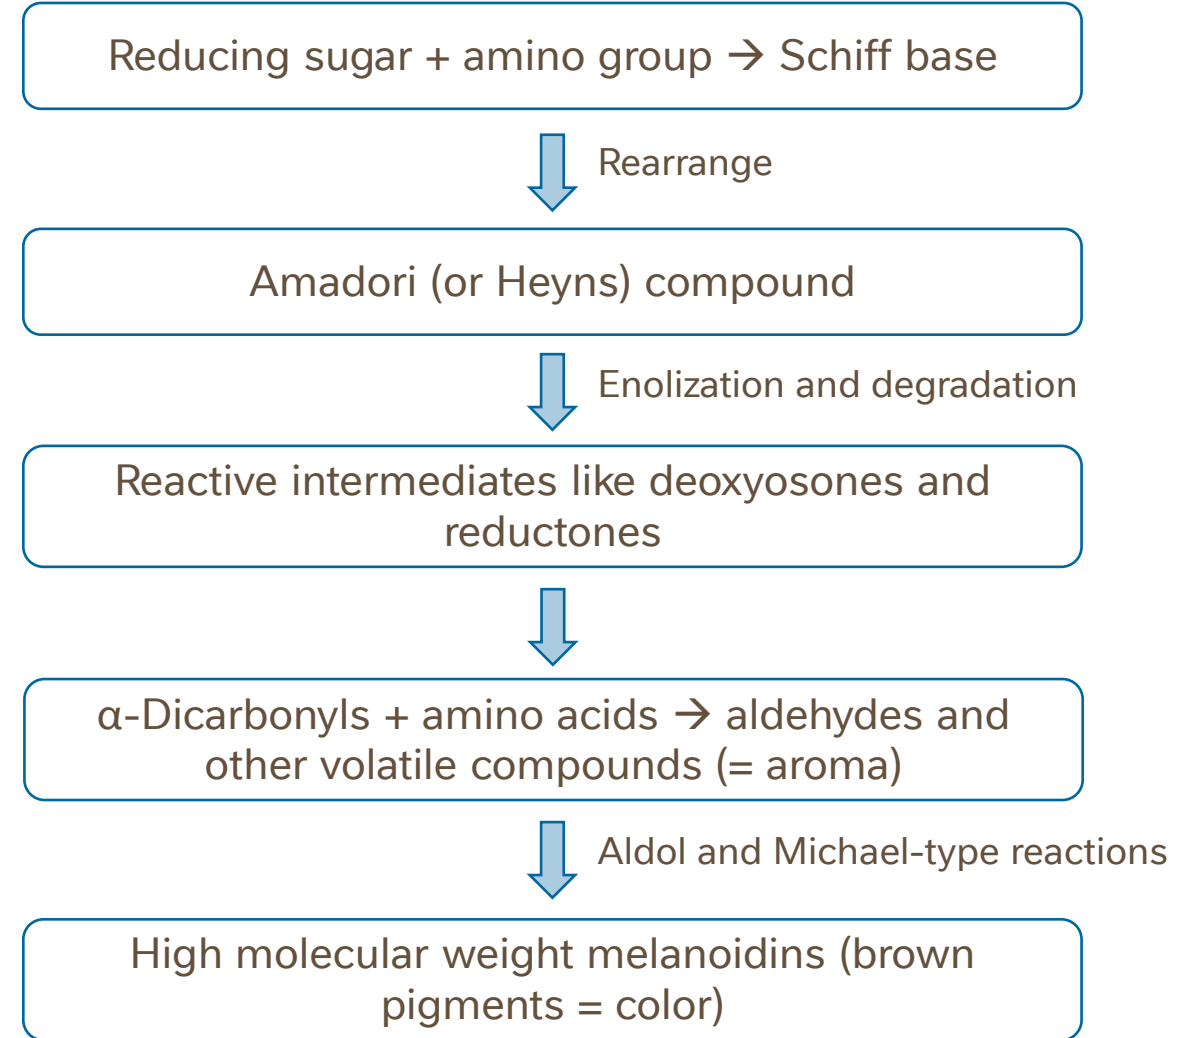 Reducing sugar + amino group → Schiff base
Rearrange
Amadori (or Heyns) compound
Enolization and degradation
Reactive intermediates like deoxyosones and
reductones
α-Dicarbonyls + amino acids → aldehydes and
other volatile compounds (= aroma)
Aldol and Michael-type reactions
High molecular weight melanoidins (brown
pigments = color)